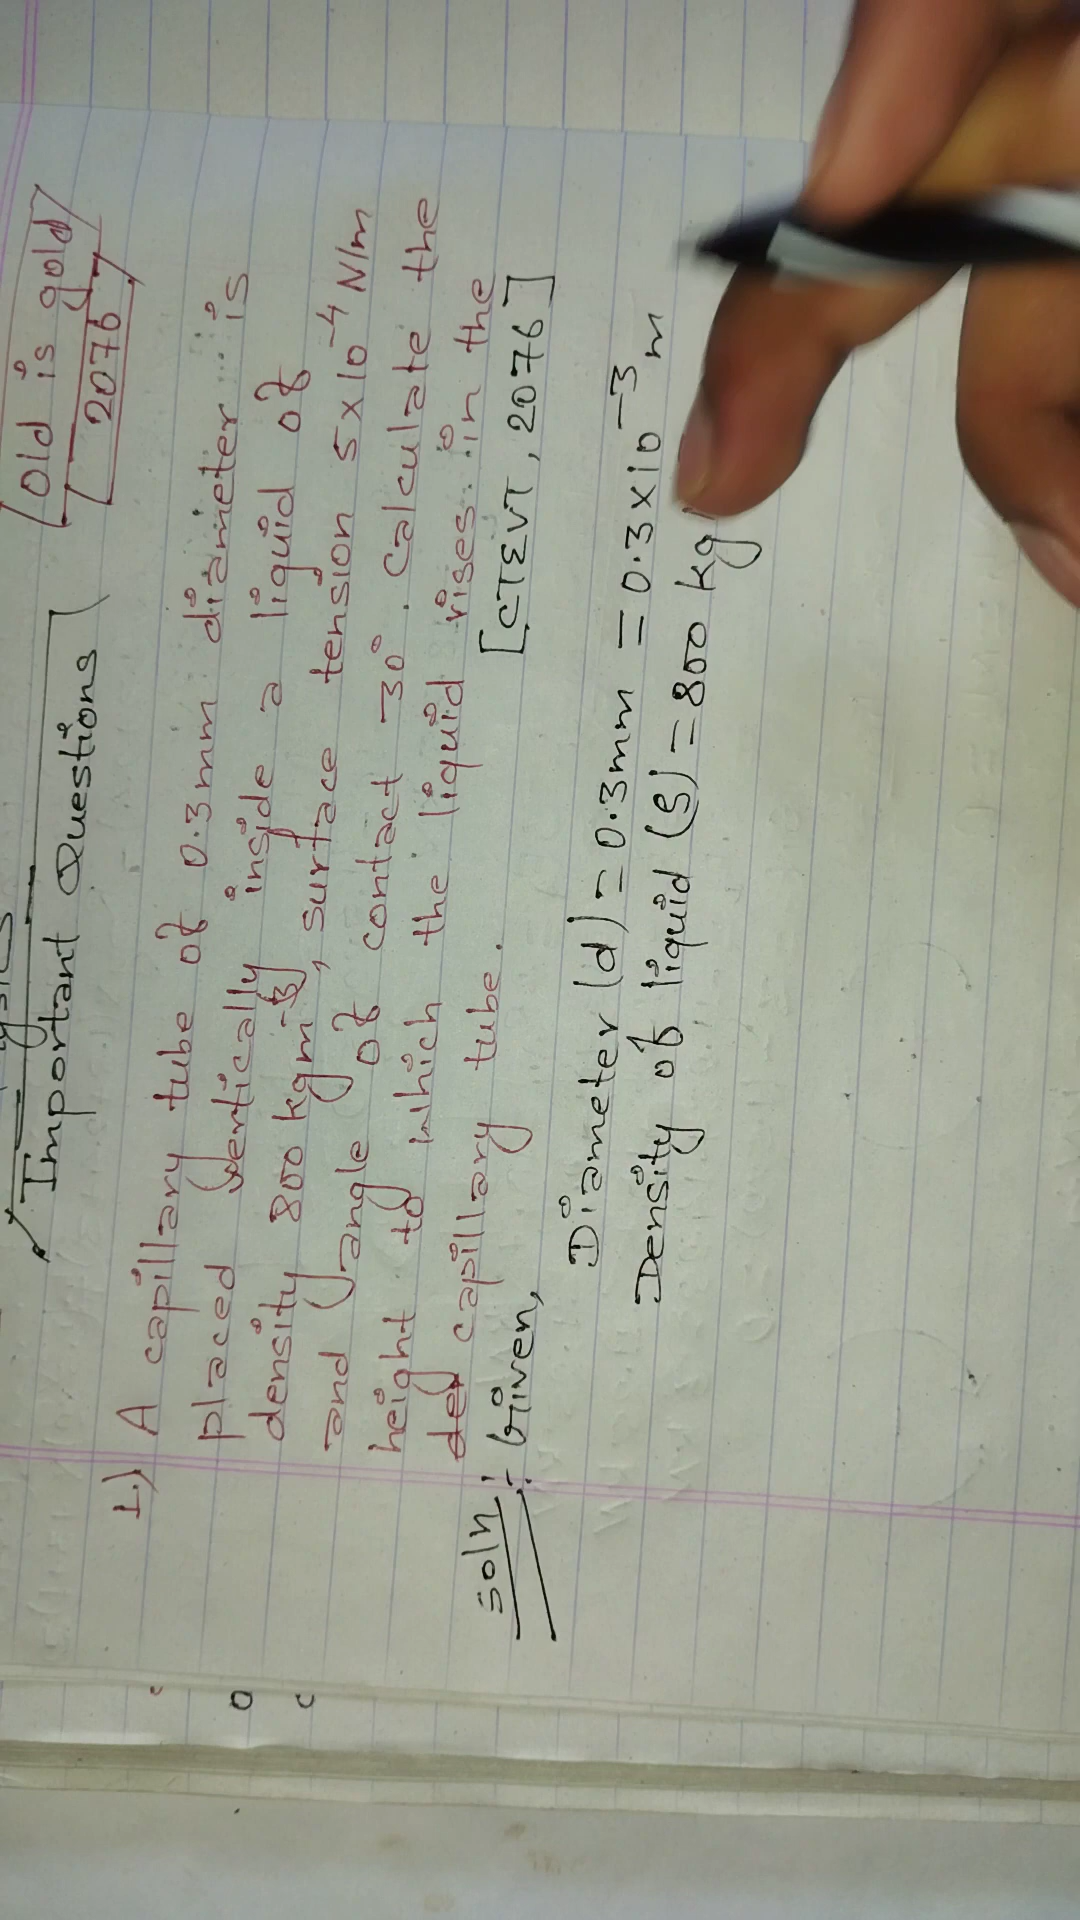 Important Questions
[old is gold]
[2076]
1.) A capillary tube of 0.3mm diameter is
placed vertically inside a liquid of
density 800 kgm⁻³, surface tension 5×10⁻⁴ N/m
and angle of contact 30°. Calculate the
height to which the liquid rises in the
capillary tube. [CTEVT, 2076]
Soln:- Given,
Diameter (d) = 0.3mm = 0.3×10⁻³ m
Density of liquid (ρ) = 800 kg